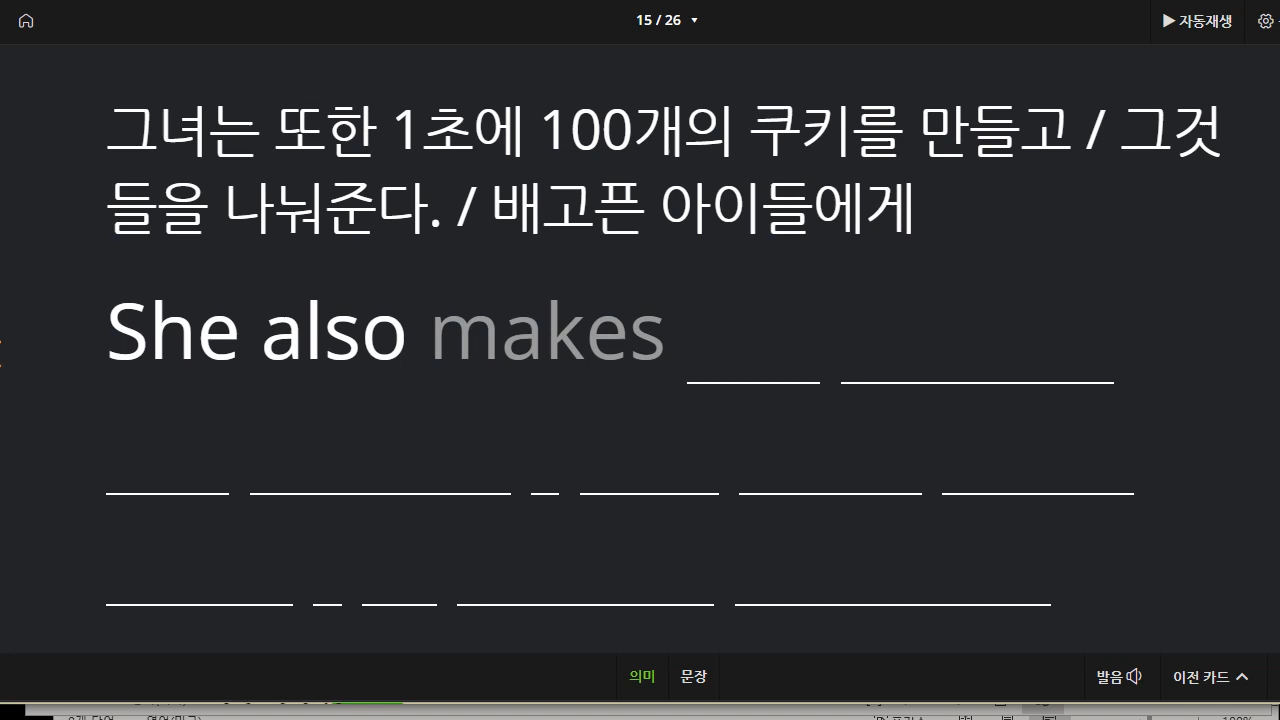 15 / 26 ▼
▶ 자동재생
그녀는 또한 1초에 100개의 쿠키를 만들고 / 그것
들을 나눠준다. / 배고픈 아이들에게
She also makes
의미 문장
발음 이전 카드